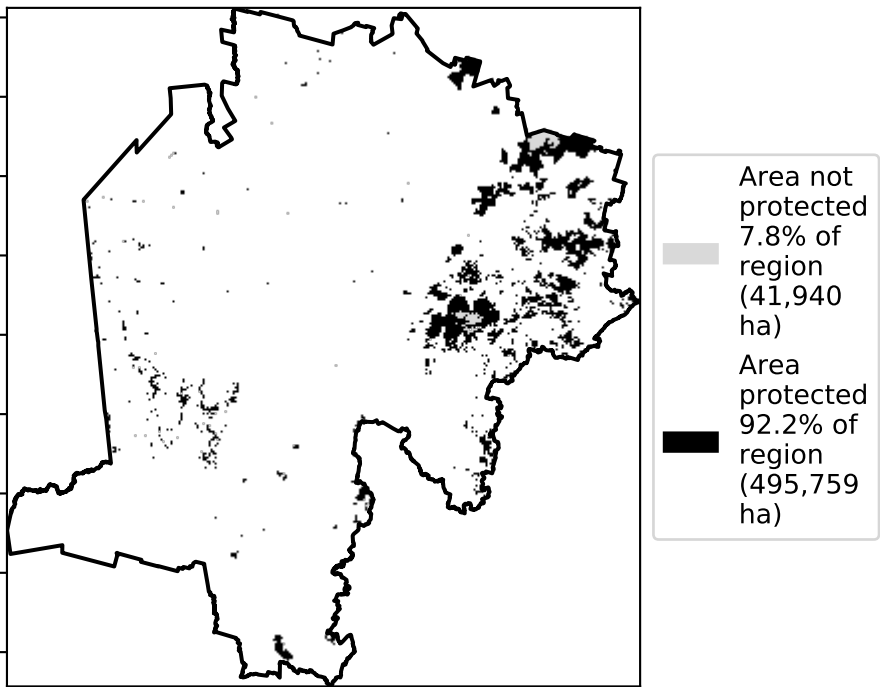 Area not
protected
7.8% of
region
(41,940
ha)
Area
protected
92.2% of
region
(495,759
ha)